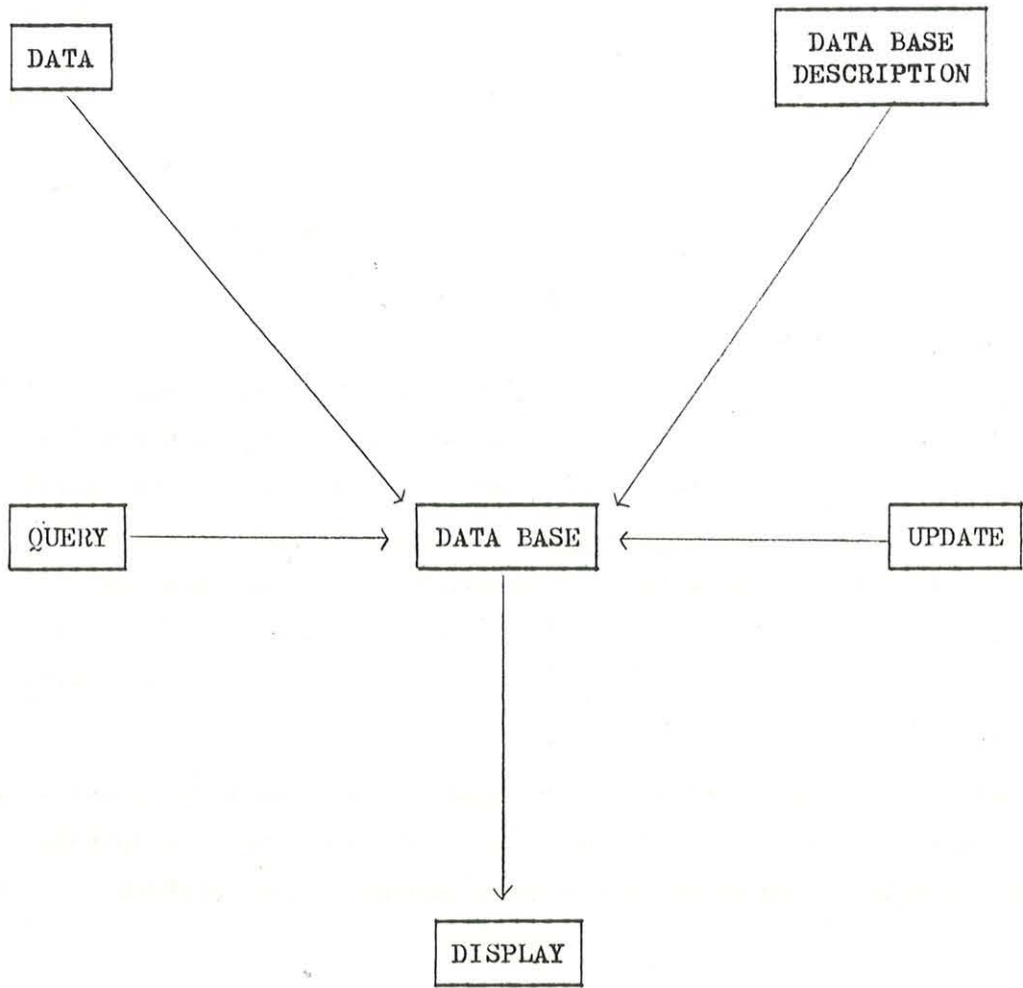 DATA
DATA BASE
DESCRIPTION
QUERY
DATA BASE
UPDATE
DISPLAY